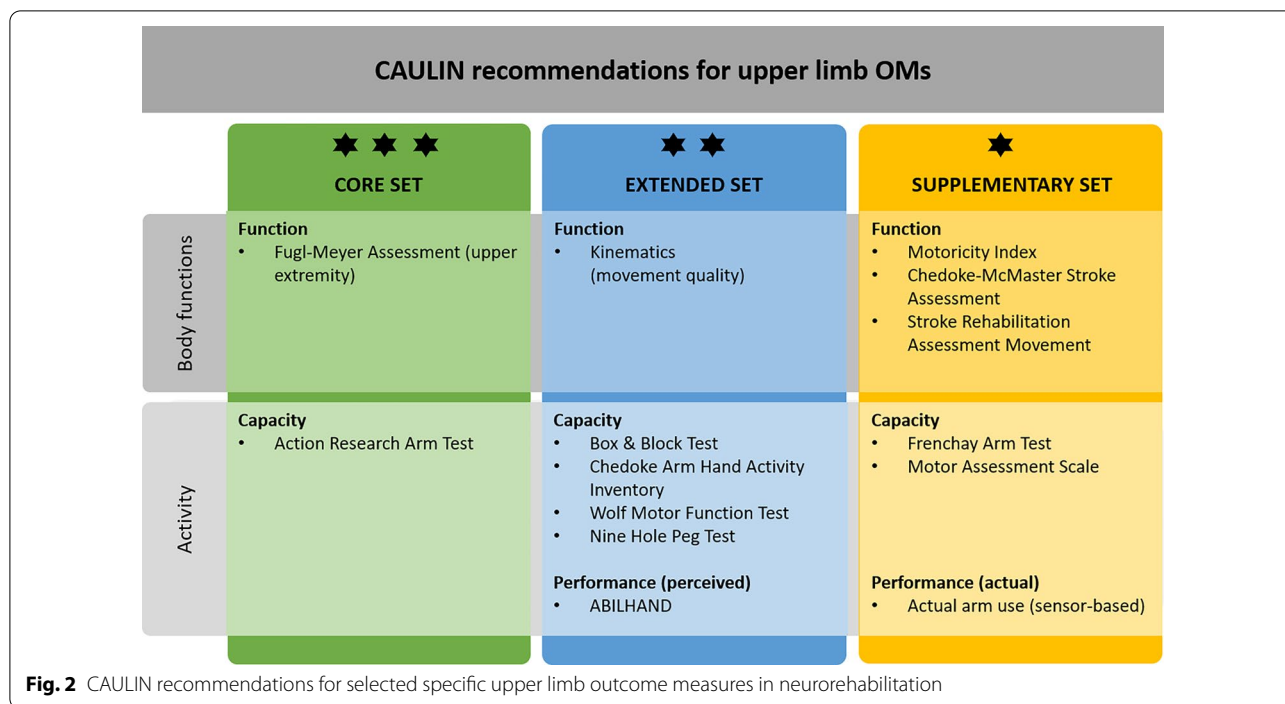 CAULIN recommendations for upper limb OMs
CORE SET
EXTENDED SET
SUPPLEMENTARY SET
Body functions
Function
• Fugl-Meyer Assessment (upper
extremity)
Function
• Kinematics
(movement quality)
Function
• Motoricity Index
• Chedoke-McMaster Stroke
Assessment
• Stroke Rehabilitation
Assessment Movement
Activity
Capacity
• Action Research Arm Test
Capacity
• Box & Block Test
• Chedoke Arm Hand Activity
Inventory
• Wolf Motor Function Test
• Nine Hole Peg Test
Performance (perceived)
• ABILHAND
Capacity
• Frenchay Arm Test
• Motor Assessment Scale
Performance (actual)
• Actual arm use (sensor-based)
Fig. 2 CAULIN recommendations for selected specific upper limb outcome measures in neurorehabilitation